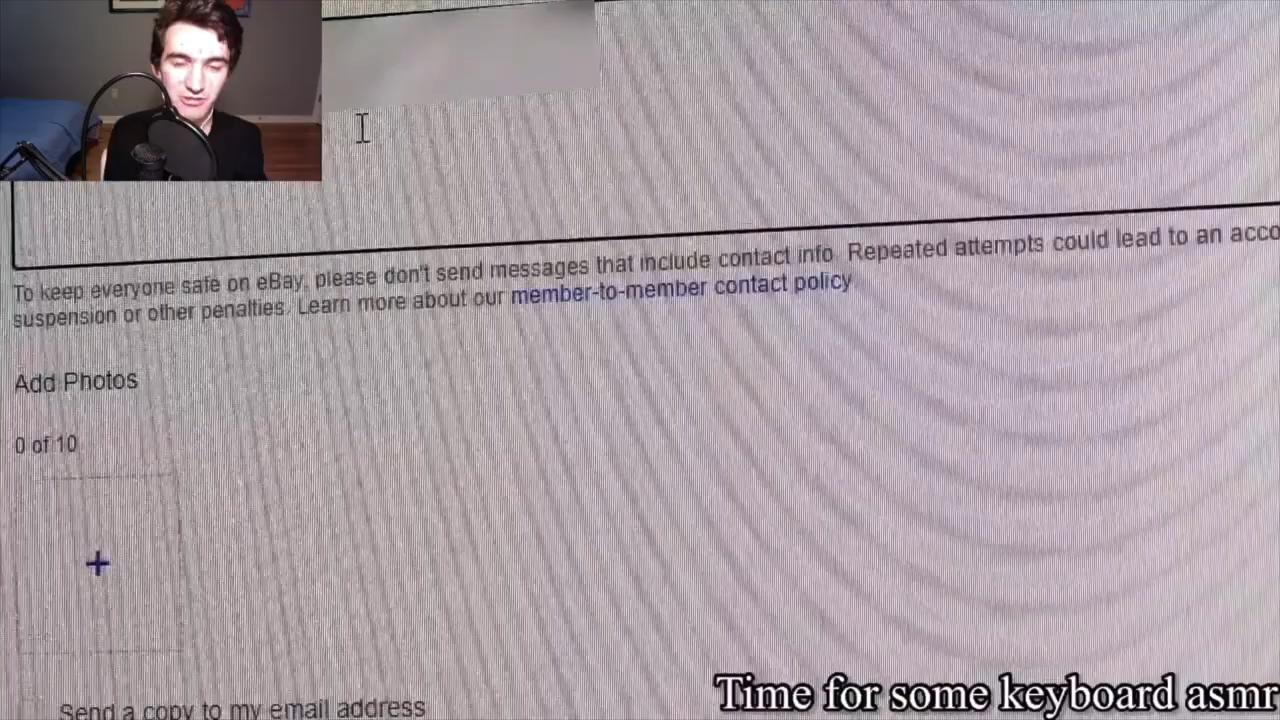 To keep everyone safe on eBay, please don't send messages that include contact info. Repeated attempts could lead to an acco
suspension or other penalties. Learn more about our member-to-member contact policy
Add Photos
0 of 10
+
Send a copy to my email address
Time for some keyboard asmr